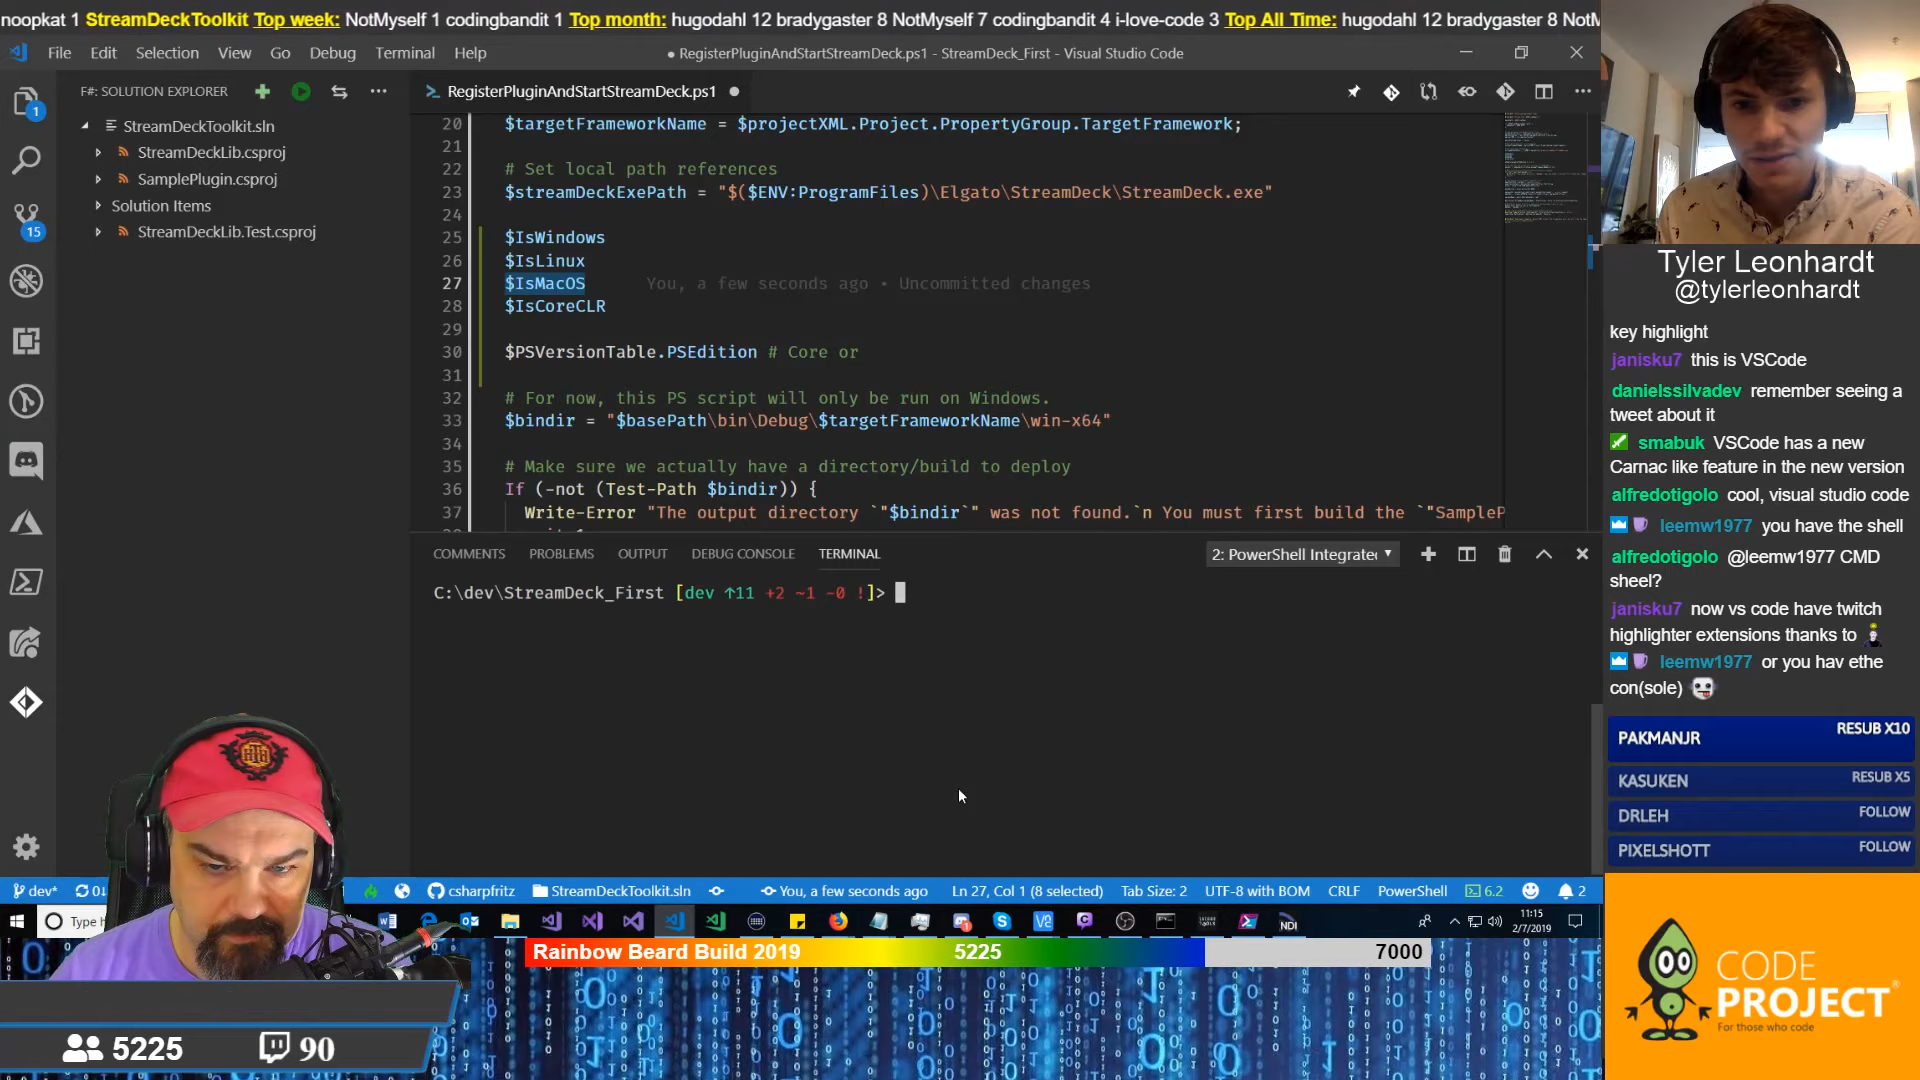 noopkat 1 StreamDeckToolkit Top week: NotMyself 1 codingbandit 1 Top month: hugodahl 12 bradygaster 8 NotMyself 7 codingbandit 4 i-love-code 3 Top All Time: hugodahl 12 bradygaster 8 NotM
File Edit Selection View Go Debug Terminal Help
● RegisterPluginAndStartStreamDeck.ps1 - StreamDeck_First - Visual Studio Code
F#: SOLUTION EXPLORER
StreamDeckToolkit.sln
StreamDeckLib.csproj
SamplePlugin.csproj
Solution Items
StreamDeckLib.Test.csproj
1
15
RegisterPluginAndStartStreamDeck.ps1
20 $targetFrameworkName = $projectXML.Project.PropertyGroup.TargetFramework;
21
22 # Set local path references
23 $streamDeckExePath = "$($ENV:ProgramFiles)\Elgato\StreamDeck\StreamDeck.exe"
24
25 $IsWindows
26 $IsLinux
27 $IsMacOS You, a few seconds ago • Uncommitted changes
28 $IsCoreCLR
29
30 $PSVersionTable.PSEdition # Core or
31
32 # For now, this PS script will only be run on Windows.
33 $bindir = "$basePath\bin\Debug\$targetFrameworkName\win-x64"
34
35 # Make sure we actually have a directory/build to deploy
36 If (-not (Test-Path $bindir)) {
37 Write-Error "The output directory `"$bindir`" was not found.`n You must first build the `"SampleP
COMMENTS PROBLEMS OUTPUT DEBUG CONSOLE TERMINAL
2: PowerShell Integrate
C:\dev\StreamDeck_First [dev ↑11 +2 ~1 -0 !]>
Tyler Leonhardt
@tylerleonhardt
key highlight
janisku7 this is VSCode
danielssilvadev remember seeing a
tweet about it
smabuk VSCode has a new
Carnac like feature in the new version
alfredotigolo cool, visual studio code
leemw1977 you have the shell
alfredotigolo @leemw1977 CMD
sheel?
janisku7 now vs code have twitch
highlighter extensions thanks to
leemw1977 or you hav ethe
con(sole)
PAKMANJR RESUB X10
KASUKEN RESUB X5
DRLEH FOLLOW
PIXELSHOTT FOLLOW
dev* 0↓ csharpfritz StreamDeckToolkit.sln You, a few seconds ago Ln 27, Col 1 (8 selected) Tab Size: 2 UTF-8 with BOM CRLF PowerShell 6.2 2
Type h
NDI
11:15
2/7/2019
Rainbow Beard Build 2019 5225 7000
5225 90
CODE
PROJECT®
For those who code